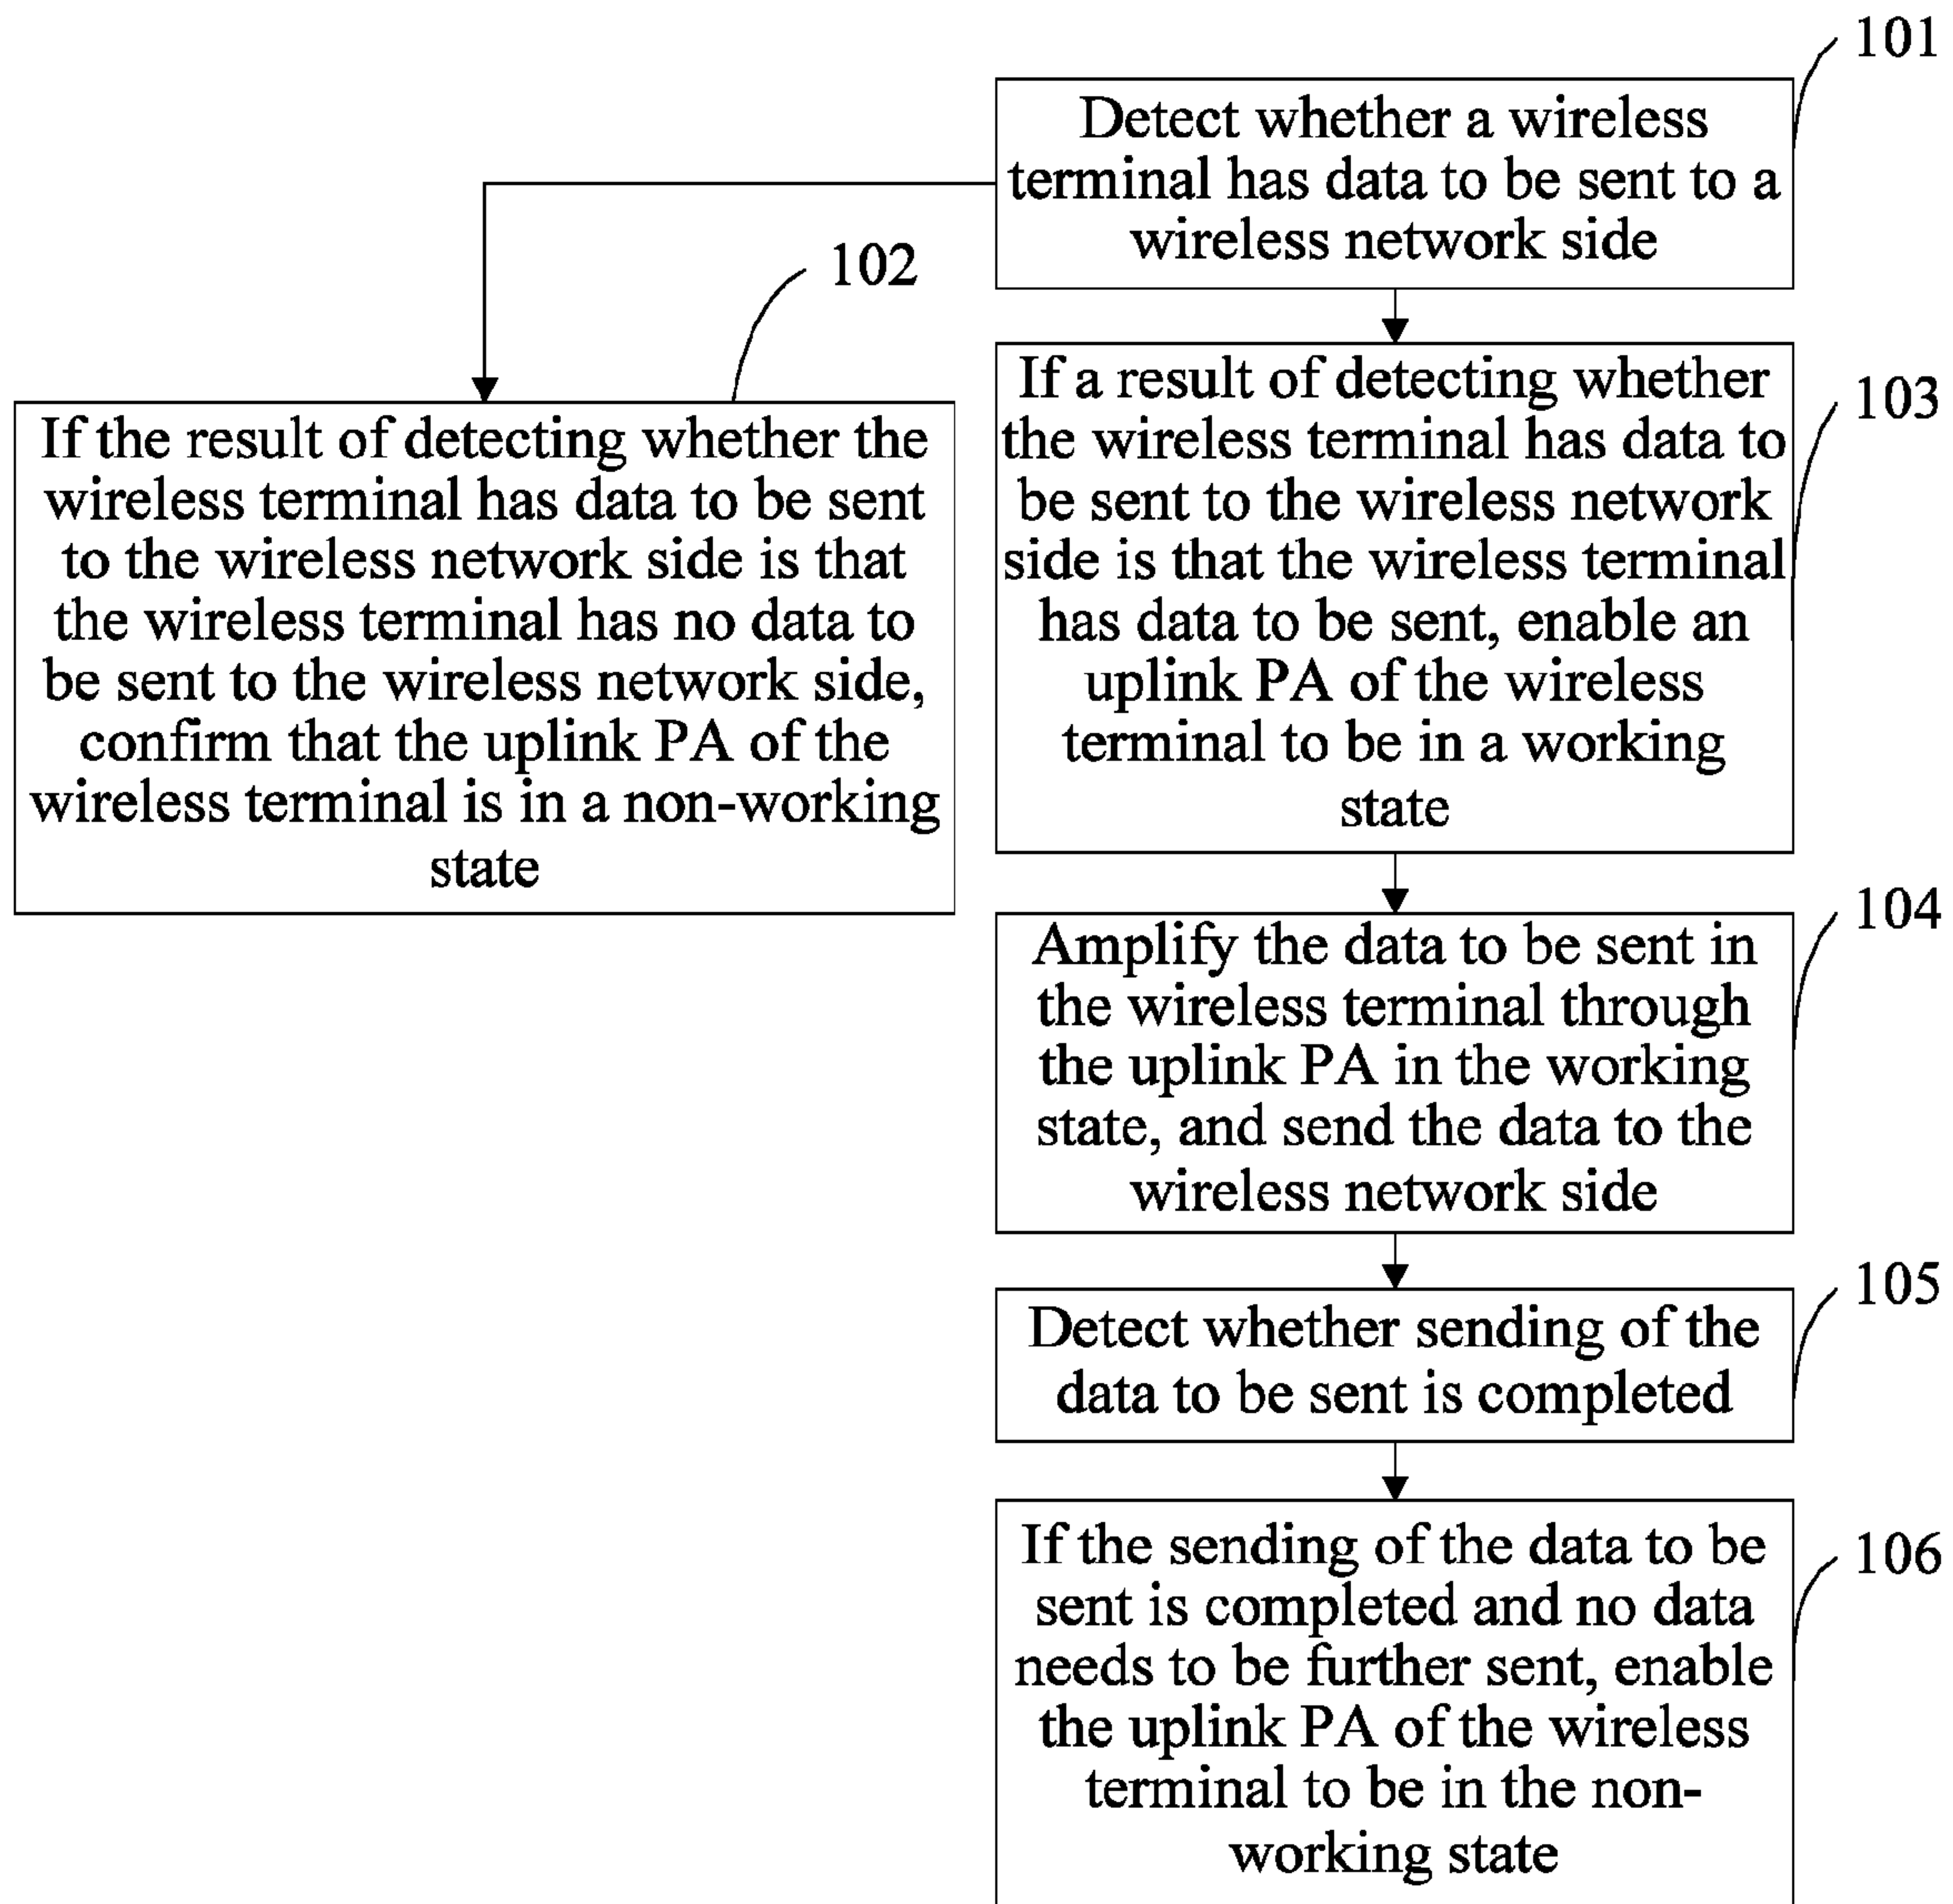 101
Detect whether a wireless
terminal has data to be sent to a
wireless network side
102
If the result of detecting whether the
wireless terminal has data to be sent
to the wireless network side is that
the wireless terminal has no data to
be sent to the wireless network side,
confirm that the uplink PA of the
wireless terminal is in a non-working
state
103
If a result of detecting whether
the wireless terminal has data to
be sent to the wireless network
side is that the wireless terminal
has data to be sent, enable an
uplink PA of the wireless
terminal to be in a working
state
104
Amplify the data to be sent in
the wireless terminal through
the uplink PA in the working
state, and send the data to the
wireless network side
105
Detect whether sending of the
data to be sent is completed
106
If the sending of the data to be
sent is completed and no data
needs to be further sent, enable
the uplink PA of the wireless
terminal to be in the non-
working state